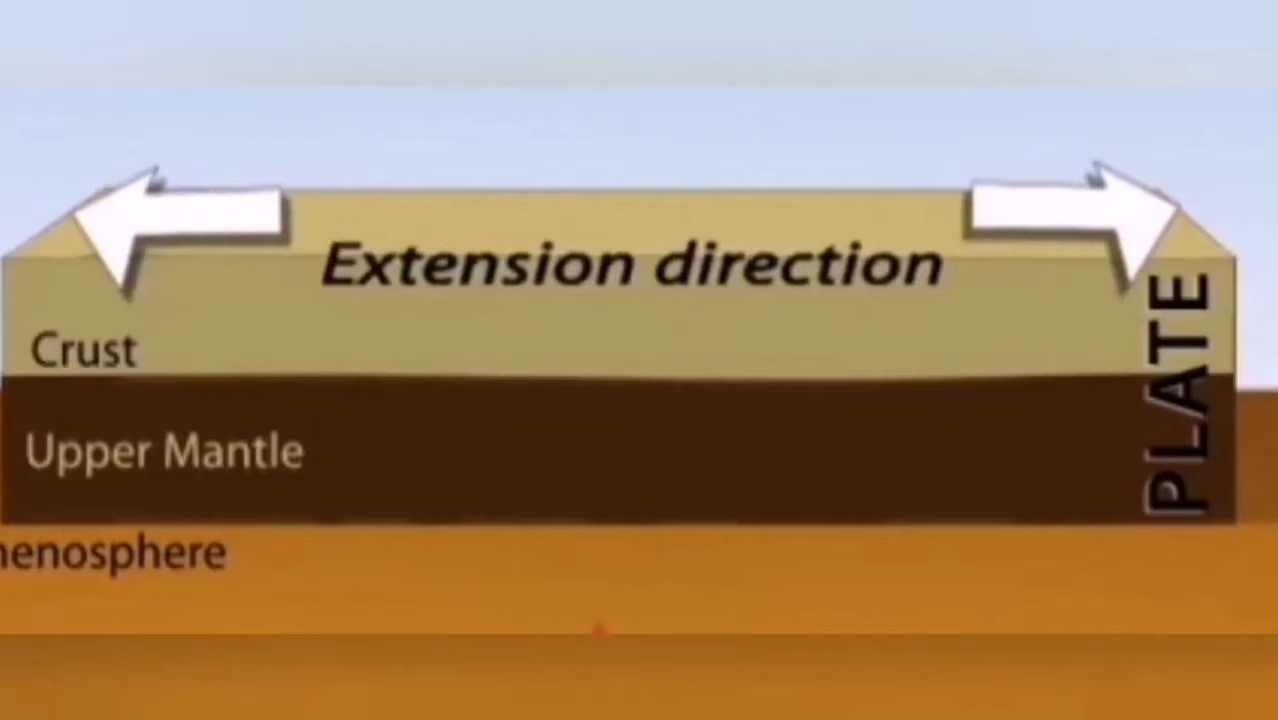 Extension direction
Crust
PLATE
Upper Mantle
henosphere